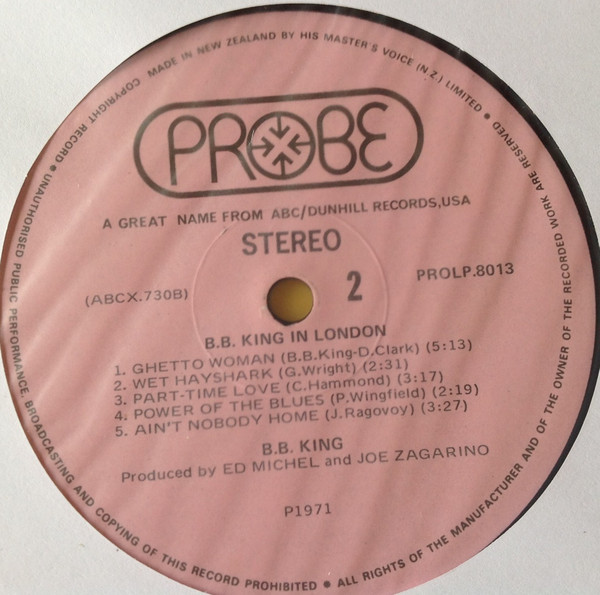 COPYRIGHT RECORD • UNAUTHORISED PUBLIC PERFORMANCE, BROADCASTING AND COPYING OF THIS RECORD PROHIBITED • ALL RIGHTS OF THE MANUFACTURER AND OF THE OWNER OF THE RECORDED WORK ARE RESERVED •
MADE IN NEW ZEALAND BY HIS MASTER'S VOICE (N Z.) LIMITED
PROBE
A GREAT NAME FROM ABC/DUNHILL RECORDS,USA
STEREO
(ABCX.730B)
2
PROLP.8013
B.B. KING IN LONDON
1. GHETTO WOMAN (B.B.King-D.Clark) (5:13)
2. WET HAYSHARK (G.Wright) (2:31)
3. PART-TIME LOVE (C.Hammond) (3:17)
4. POWER OF THE BLUES (P.Wingfield) (2:19)
5. AIN'T NOBODY HOME (J.Ragovoy) (3:27)
B.B. KING
Produced by ED MICHEL and JOE ZAGARINO
P1971